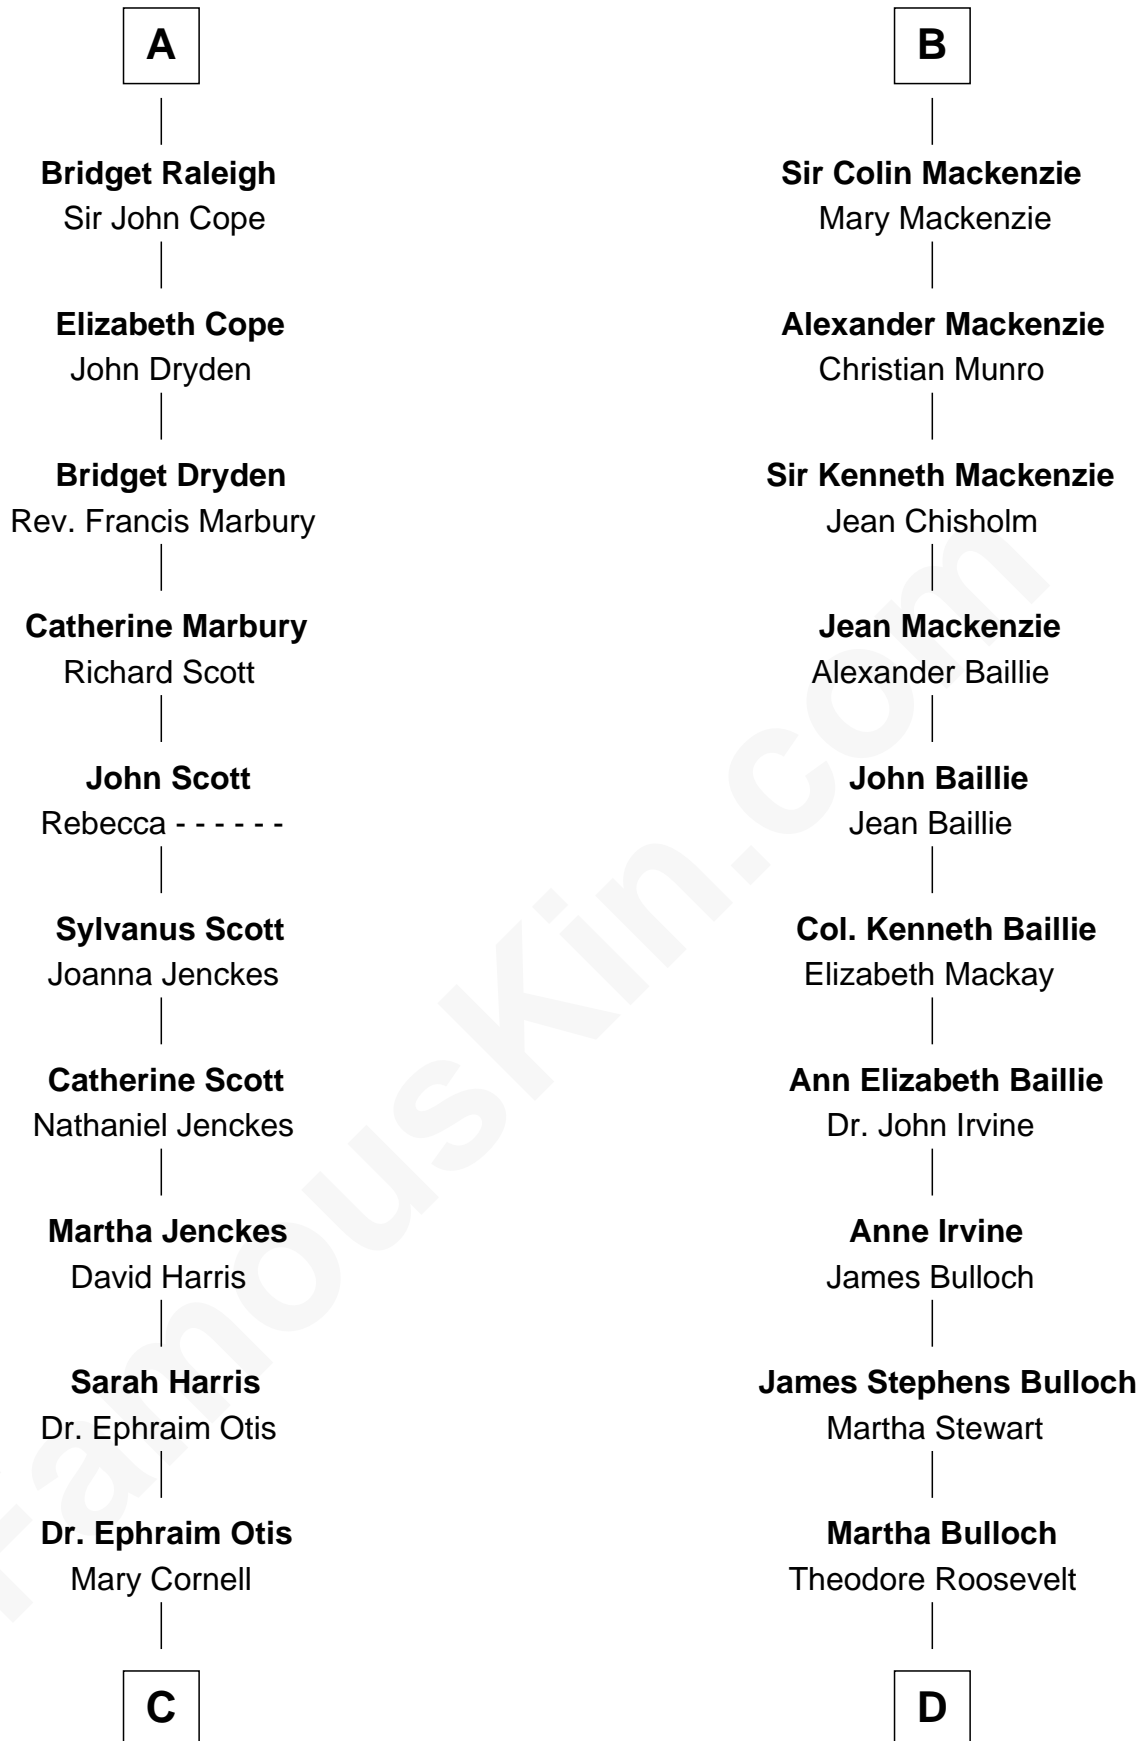 A
Bridget Raleigh
Sir John Cope
Elizabeth Cope
John Dryden
Bridget Dryden
Rev. Francis Marbury
Catherine Marbury
Richard Scott
John Scott
Rebecca - - - - - -
Sylvanus Scott
Joanna Jenckes
Catherine Scott
Nathaniel Jenckes
Martha Jenckes
David Harris
Sarah Harris
Dr. Ephraim Otis
Dr. Ephraim Otis
Mary Cornell
C
B
Sir Colin Mackenzie
Mary Mackenzie
Alexander Mackenzie
Christian Munro
Sir Kenneth Mackenzie
Jean Chisholm
Jean Mackenzie
Alexander Baillie
John Baillie
Jean Baillie
Col. Kenneth Baillie
Elizabeth Mackay
Ann Elizabeth Baillie
Dr. John Irvine
Anne Irvine
James Bulloch
James Stephens Bulloch
Martha Stewart
Martha Bulloch
Theodore Roosevelt
D
FamousKin.com